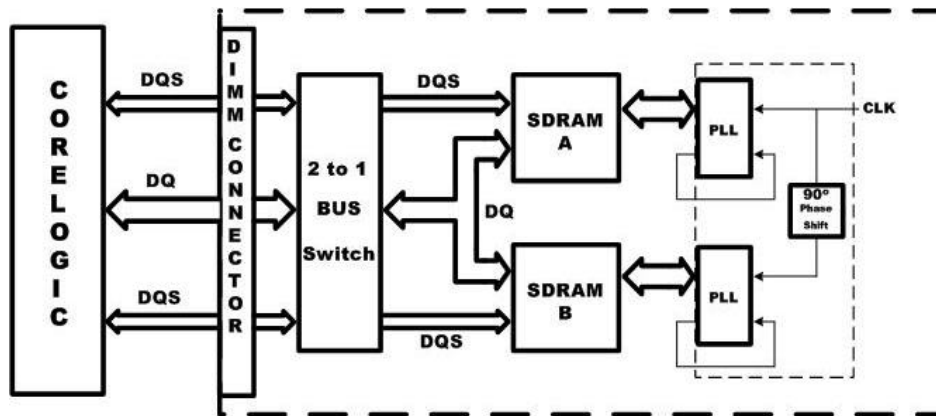 CORELOGIC
DQS
DQ
DQS
DIMM CONNECTOR
2 to 1
BUS
Switch
DQS
DQ
DQS
SDRAM
A
SDRAM
B
PLL
CLK
90°
Phase
Shift
PLL